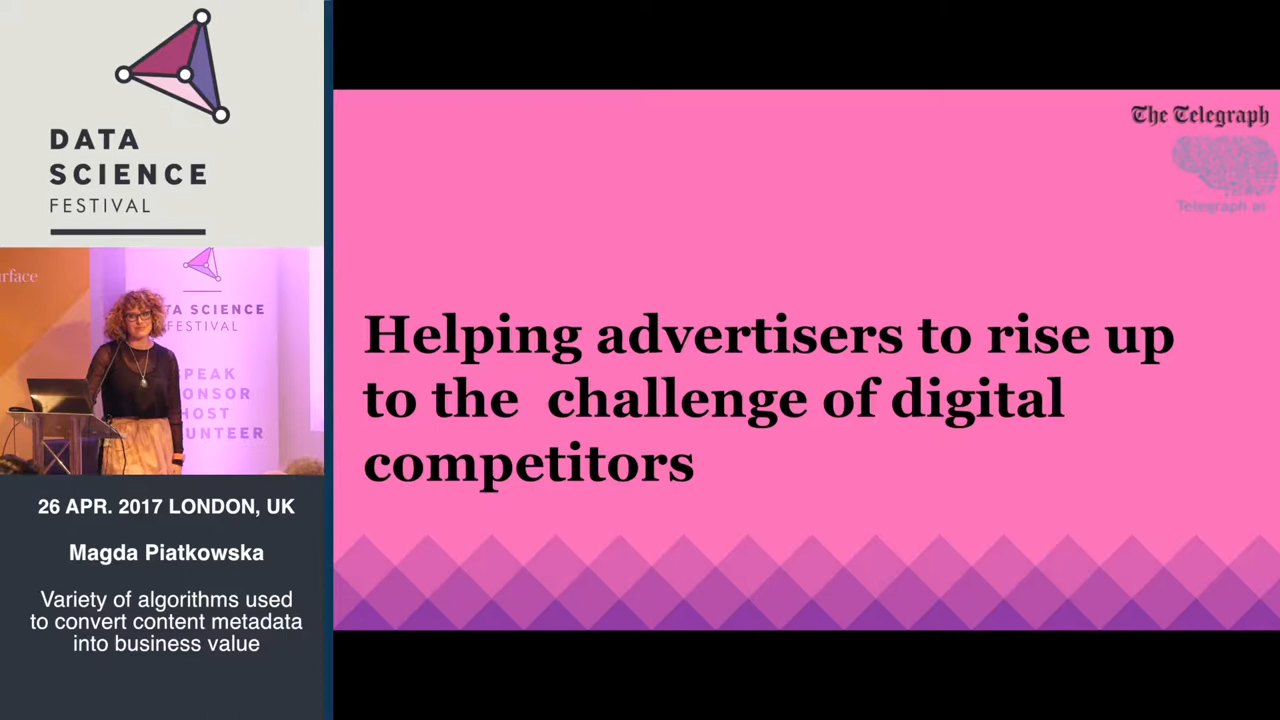 DATA
SCIENCE
FESTIVAL
rface
TA SCIENCE
FESTIVAL
PEAK
ONSOR
HOST
UNTEER
26 APR. 2017 LONDON, UK
Magda Piatkowska
Variety of algorithms used
to convert content metadata
into business value
The Telegraph
Telegraph
Helping advertisers to rise up
to the challenge of digital
competitors